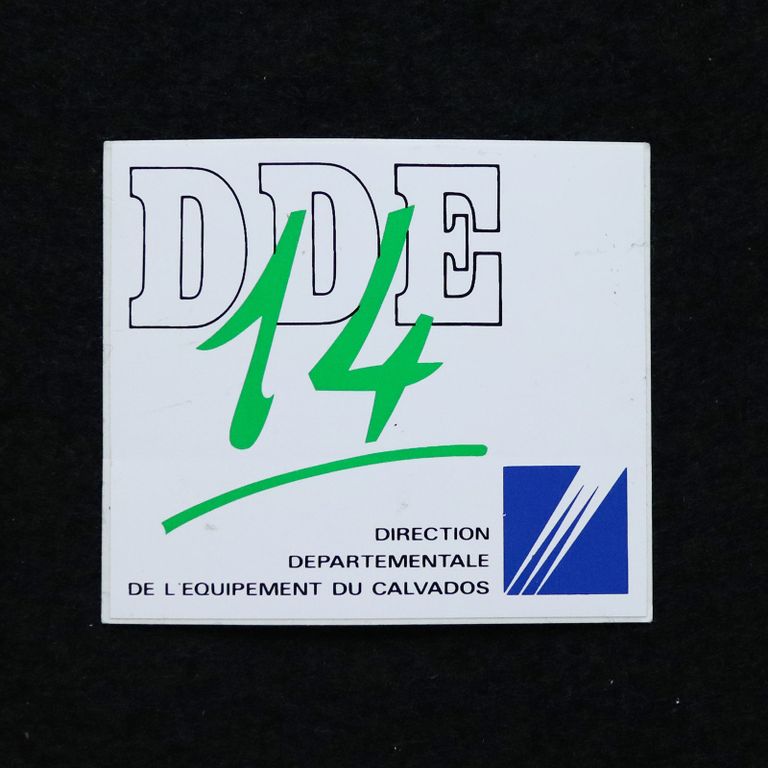 DDE
14
DIRECTION
DEPARTEMENTALE
DE L'EQUIPEMENT DU CALVADOS